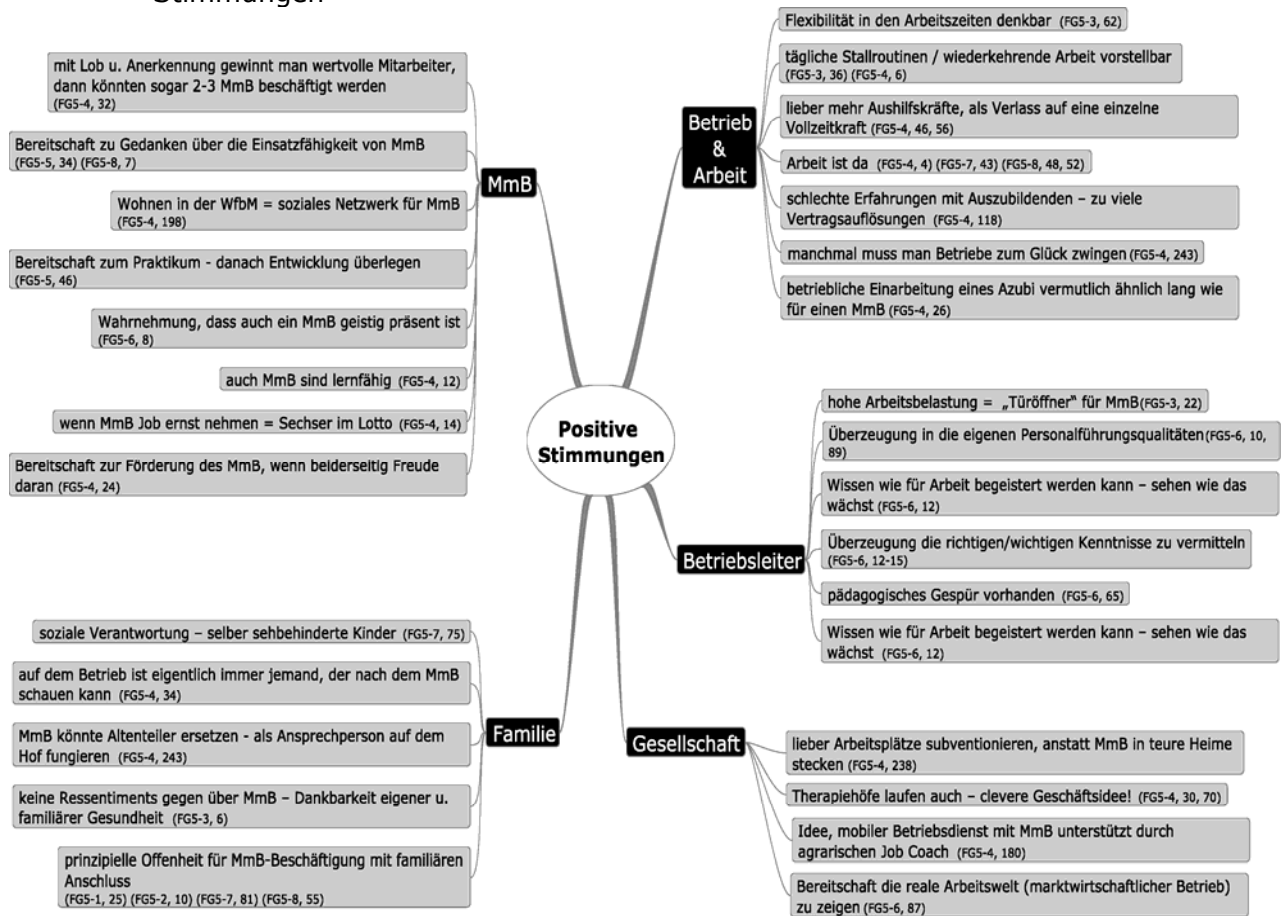 Stimmungen
mit Lob u. Anerkennung gewinnt man wertvolle Mitarbeiter,
dann könnten sogar 2-3 MmB beschäftigt werden
(FG5-4, 32)
Bereitschaft zu Gedanken über die Einsatzfähigkeit von MmB
(FG5-5, 34) (FG5-8, 7)
Wohnen in der WfbM = soziales Netzwerk für MmB
(FG5-4, 198)
Bereitschaft zum Praktikum - danach Entwicklung überlegen
(FG5-5, 46)
Wahrnehmung, dass auch ein MmB geistig präsent ist
(FG5-6, 8)
auch MmB sind lernfähig (FG5-4, 12)
wenn MmB Job ernst nehmen = Sechser im Lotto (FG5-4, 14)
Bereitschaft zur Förderung des MmB, wenn beiderseitig Freude
daran (FG5-4, 24)
MmB
Betrieb
&
Arbeit
Flexibilität in den Arbeitszeiten denkbar (FG5-3, 62)
tägliche Stallroutinen / wiederkehrende Arbeit vorstellbar
(FG5-3, 36) (FG5-4, 6)
lieber mehr Aushilfskräfte, als Verlass auf eine einzelne
Vollzeitkraft (FG5-4, 46, 56)
Arbeit ist da (FG5-4, 4) (FG5-7, 43) (FG5-8, 48, 52)
schlechte Erfahrungen mit Auszubildenden – zu viele
Vertragsauflösungen (FG5-4, 118)
manchmal muss man Betriebe zum Glück zwingen (FG5-4, 243)
betriebliche Einarbeitung eines Azubi vermutlich ähnlich lang wie
für einen MmB (FG5-4, 26)
Positive
Stimmungen
Betriebsleiter
hohe Arbeitsbelastung = „Türöffner“ für MmB(FG5-3, 22)
Überzeugung in die eigenen Personalführungsqualitäten(FG5-6, 10,
89)
Wissen wie für Arbeit begeistert werden kann – sehen wie das
wächst (FG5-6, 12)
Überzeugung die richtigen/wichtigen Kenntnisse zu vermitteln
(FG5-6, 12-15)
pädagogisches Gespür vorhanden (FG5-6, 65)
Wissen wie für Arbeit begeistert werden kann – sehen wie das
wächst (FG5-6, 12)
soziale Verantwortung – selber sehbehinderte Kinder (FG5-7, 75)
auf dem Betrieb ist eigentlich immer jemand, der nach dem MmB
schauen kann (FG5-4, 34)
MmB könnte Altenteiler ersetzen - als Ansprechperson auf dem
Hof fungieren (FG5-4, 243)
keine Ressentiments gegen über MmB – Dankbarkeit eigener u.
familiärer Gesundheit (FG5-3, 6)
prinzipielle Offenheit für MmB-Beschäftigung mit familiären
Anschluss
(FG5-1, 25) (FG5-2, 10) (FG5-7, 81) (FG5-8, 55)
Familie
Gesellschaft
lieber Arbeitsplätze subventionieren, anstatt MmB in teure Heime
stecken (FG5-4, 238)
Therapiehöfe laufen auch – clevere Geschäftsidee! (FG5-4, 30, 70)
Idee, mobiler Betriebsdienst mit MmB unterstützt durch
agrarischen Job Coach (FG5-4, 180)
Bereitschaft die reale Arbeitswelt (marktwirtschaftlicher Betrieb)
zu zeigen (FG5-6, 87)